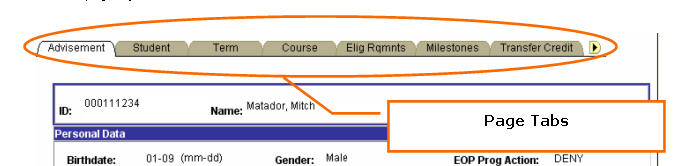 Advisement Student Term Course Elig Rqmnts Milestones Transfer Credit
ID: 000111234 Name: Matador, Mitch
Page Tabs
Personal Data
Birthdate: 01-09 (mm-dd) Gender: Male EOP Prog Action: DENY